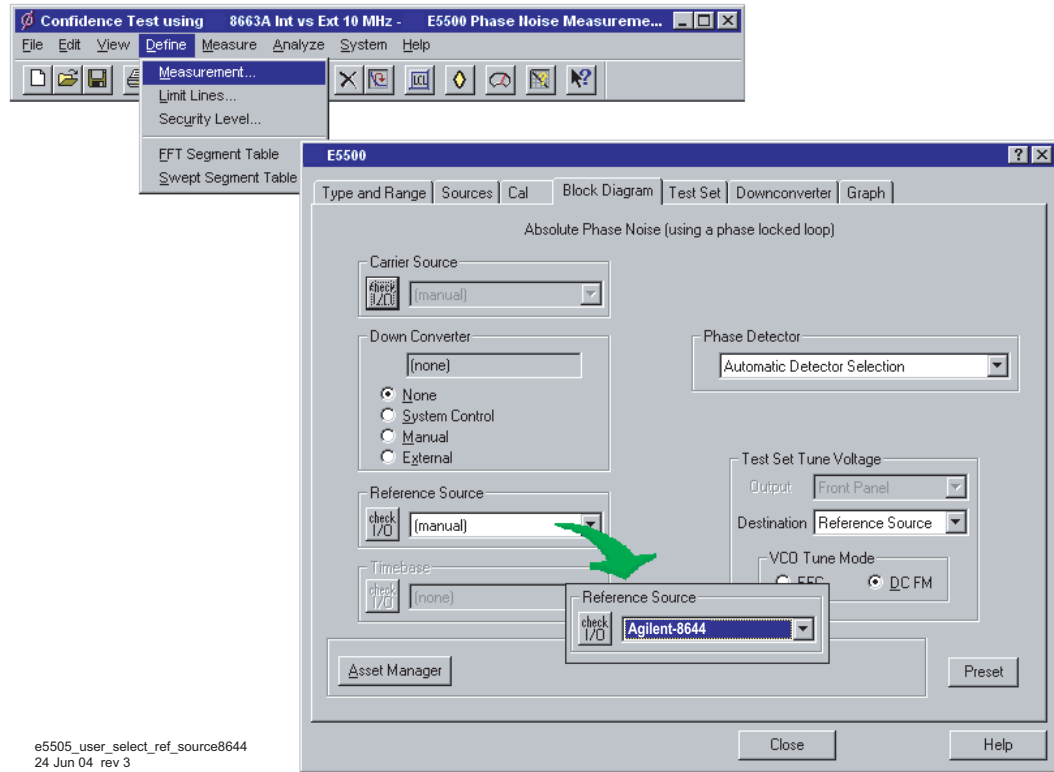 Confidence Test using 8663A Int vs Ext 10 MHz - E5500 Phase Noise Measureme...
File Edit View Define Measure Analyze System Help
Measurement...
Limit Lines...
Security Level...
FFT Segment Table
Swept Segment Table
E5500
Type and Range Sources Cal Block Diagram Test Set Downconverter Graph
Absolute Phase Noise (using a phase locked loop)
Carrier Source
check I/O (manual)
Down Converter
(none)
None
System Control
Manual
External
Phase Detector
Automatic Detector Selection
Reference Source
check I/O (manual)
Timebase
check I/O (none)
Test Set Tune Voltage
Output Front Panel
Destination Reference Source
VCO Tune Mode
DC FM
Reference Source
check I/O Agilent-8644
Asset Manager
Preset
Close
Help
e5505_user_select_ref_source8644
24 Jun 04 rev 3